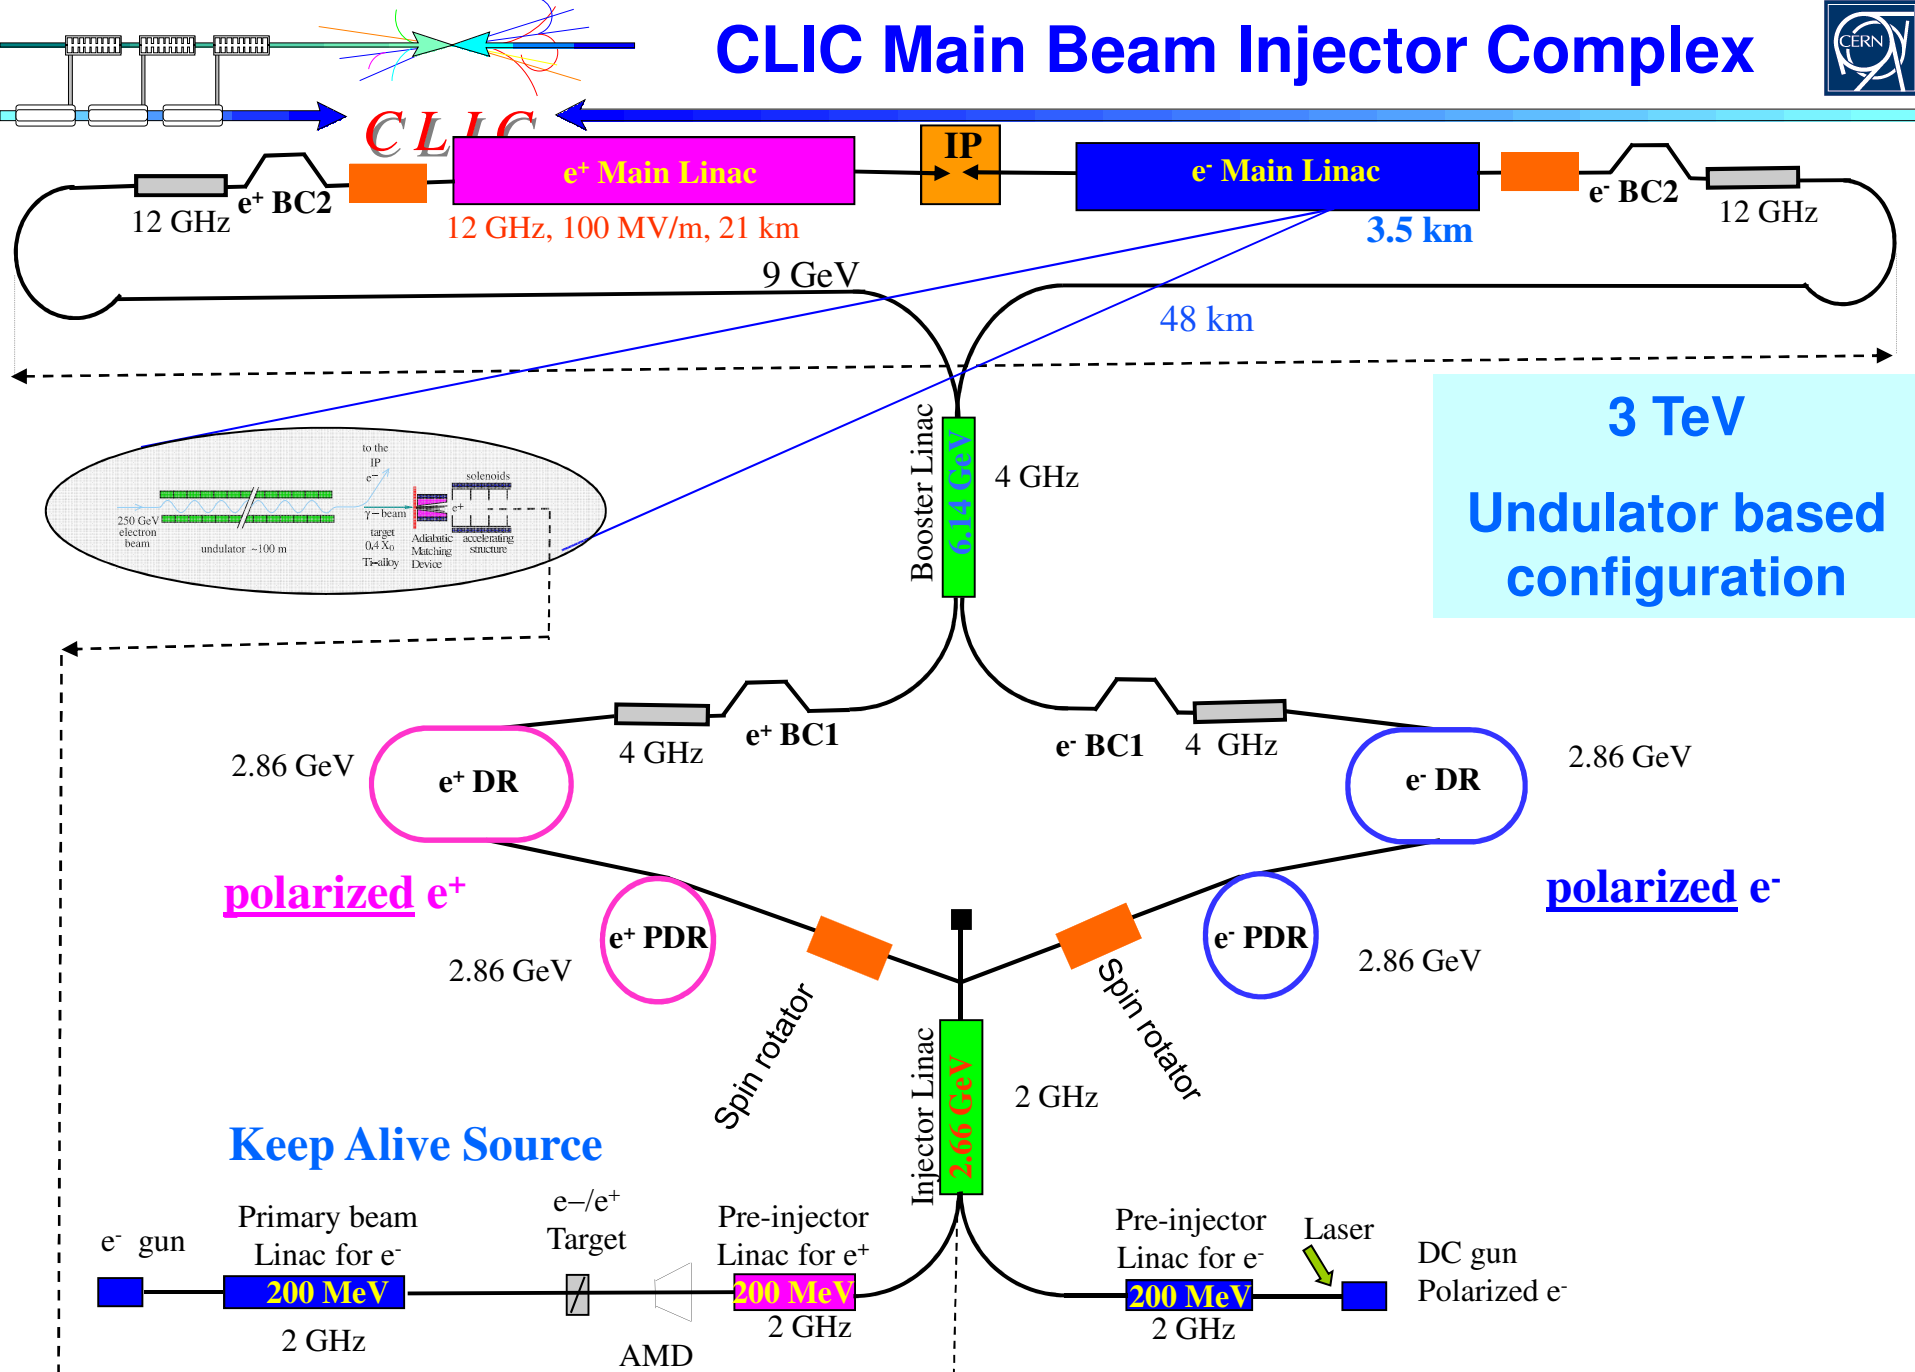 CLIC Main Beam Injector Complex
CERN
CLIC
e⁺ Main Linac
IP
e⁻ Main Linac
e⁺ BC2
e⁻ BC2
12 GHz
12 GHz
12 GHz, 100 MV/m, 21 km
3.5 km
9 GeV
48 km
3 TeV
Undulator based
configuration
Booster Linac
6.14 GeV
4 GHz
to the
IP
e−
solenoids
e+
γ−beam
250 GeV
electron
beam
undulator ~100 m
target
0.4 X₀
Ti−alloy
Adiabatic
Matching
Device
accelerating
structure
e⁺ BC1
4 GHz
e⁻ BC1
4 GHz
2.86 GeV
e⁺ DR
e⁻ DR
2.86 GeV
polarized e⁺
polarized e⁻
e⁺ PDR
e⁻ PDR
2.86 GeV
2.86 GeV
Spin rotator
Spin rotator
Injector Linac
2.66 GeV
2 GHz
Keep Alive Source
e⁻ gun
Primary beam
Linac for e⁻
200 MeV
2 GHz
e−/e⁺
Target
AMD
Pre-injector
Linac for e⁺
200 MeV
2 GHz
Pre-injector
Linac for e⁻
200 MeV
2 GHz
Laser
DC gun
Polarized e⁻